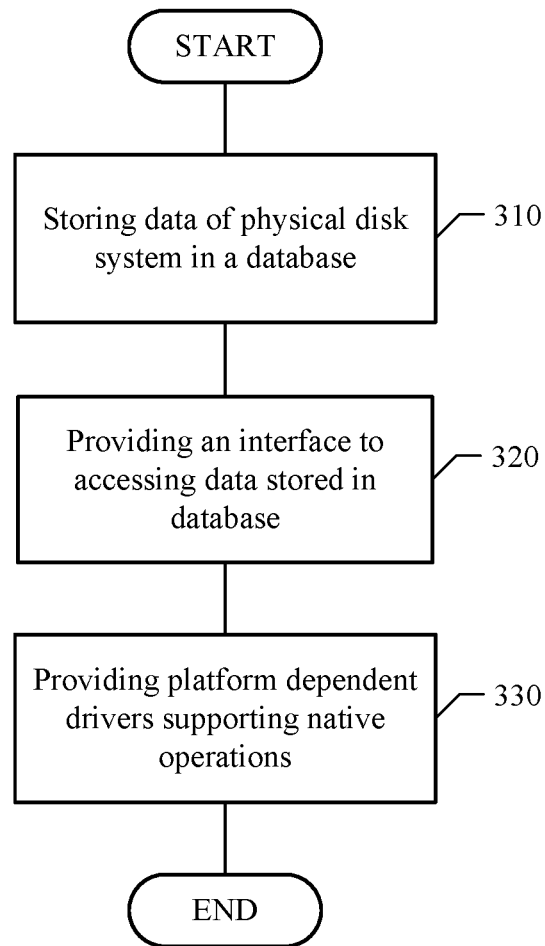 START
Storing data of physical disk
system in a database
310
Providing an interface to
accessing data stored in
database
320
Providing platform dependent
drivers supporting native
operations
330
END